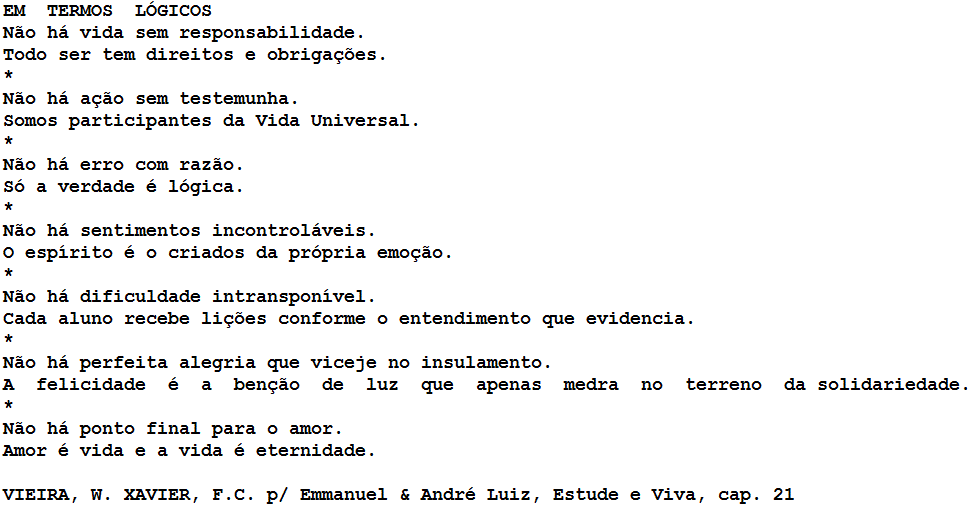 EM TERMOS LÓGICOS
Não há vida sem responsabilidade.
Todo ser tem direitos e obrigações.
*
Não há ação sem testemunha.
Somos participantes da Vida Universal.
*
Não há erro com razão.
Só a verdade é lógica.
*
Não há sentimentos incontroláveis.
O espírito é o criados da própria emoção.
*
Não há dificuldade intransponível.
Cada aluno recebe lições conforme o entendimento que evidencia.
*
Não há perfeita alegria que viceje no insulamento.
A felicidade é a benção de luz que apenas medra no terreno da solidariedade.
*
Não há ponto final para o amor.
Amor é vida e a vida é eternidade.
VIEIRA, W. XAVIER, F.C. p/ Emmanuel & André Luiz, Estude e Viva, cap. 21